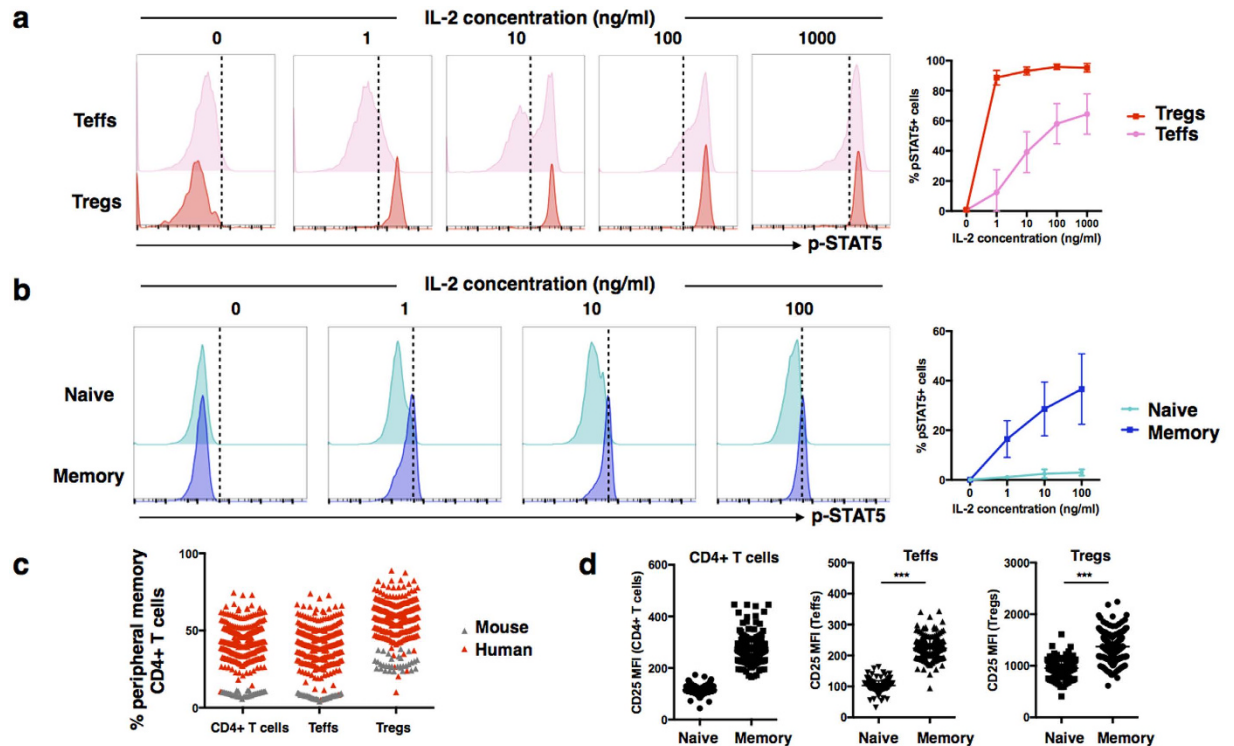 a
IL-2 concentration (ng/ml)
0 1 10 100 1000
Teffs
Tregs
p-STAT5
% pSTAT5+ cells
100
80
60
40
20
0
0 1 10 100 1000
IL-2 concentration (ng/ml)
Tregs
Teffs
b
IL-2 concentration (ng/ml)
0 1 10 100
Naive
Memory
p-STAT5
% pSTAT5+ cells
60
40
20
0
0 1 10 100
IL-2 concentration (ng/ml)
Naive
Memory
c
% peripheral memory
CD4+ T cells
100
50
0
CD4+ T cells Teffs Tregs
Mouse
Human
d
CD4+ T cells
CD25 MFI (CD4+ T cells)
600
400
200
0
Naive Memory
Teffs
CD25 MFI (Teffs)
500
400
300
200
100
0
***
Naive Memory
Tregs
CD25 MFI (Tregs)
3000
2000
1000
0
***
Naive Memory